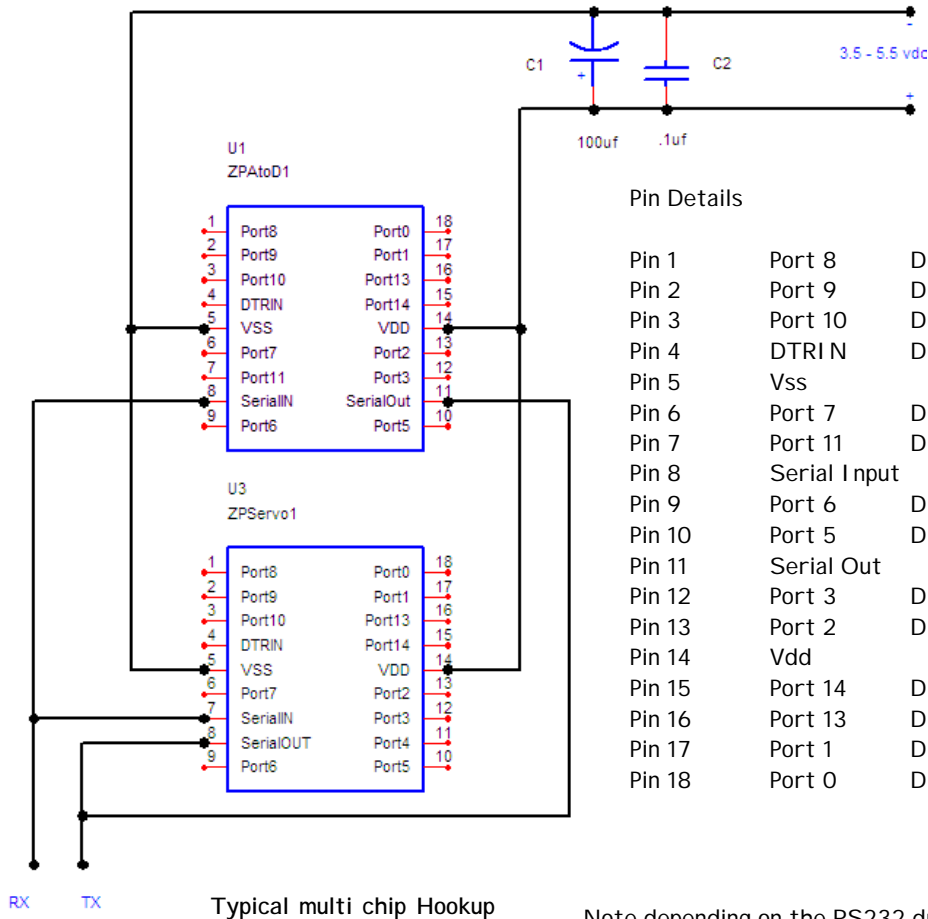 -
3.5 - 5.5 vdc
+
C1
+
C2
100uf
.1uf
U1
ZPAtoD1
1 Port8 Port0 18
2 Port9 Port1 17
3 Port10 Port13 16
4 DTRIN Port14 15
5 VSS VDD 14
6 Port7 Port2 13
7 Port11 Port3 12
8 SerialIN SerialOut 11
9 Port6 Port5 10
U3
ZPServo1
1 Port8 Port0 18
2 Port9 Port1 17
3 Port10 Port13 16
4 DTRIN Port14 15
5 VSS VDD 14
6 Port7 Port2 13
7 SerialIN Port3 12
8 SerialOUT Port4 11
9 Port6 Port5 10
RX
TX
Typical multi chip Hookup
Pin Details
Pin 1 Port 8 D
Pin 2 Port 9 D
Pin 3 Port 10 D
Pin 4 DTRIN D
Pin 5 Vss
Pin 6 Port 7 D
Pin 7 Port 11 D
Pin 8 Serial Input
Pin 9 Port 6 D
Pin 10 Port 5 D
Pin 11 Serial Out
Pin 12 Port 3 D
Pin 13 Port 2 D
Pin 14 Vdd
Pin 15 Port 14 D
Pin 16 Port 13 D
Pin 17 Port 1 D
Pin 18 Port 0 D
Note depending on the RS232